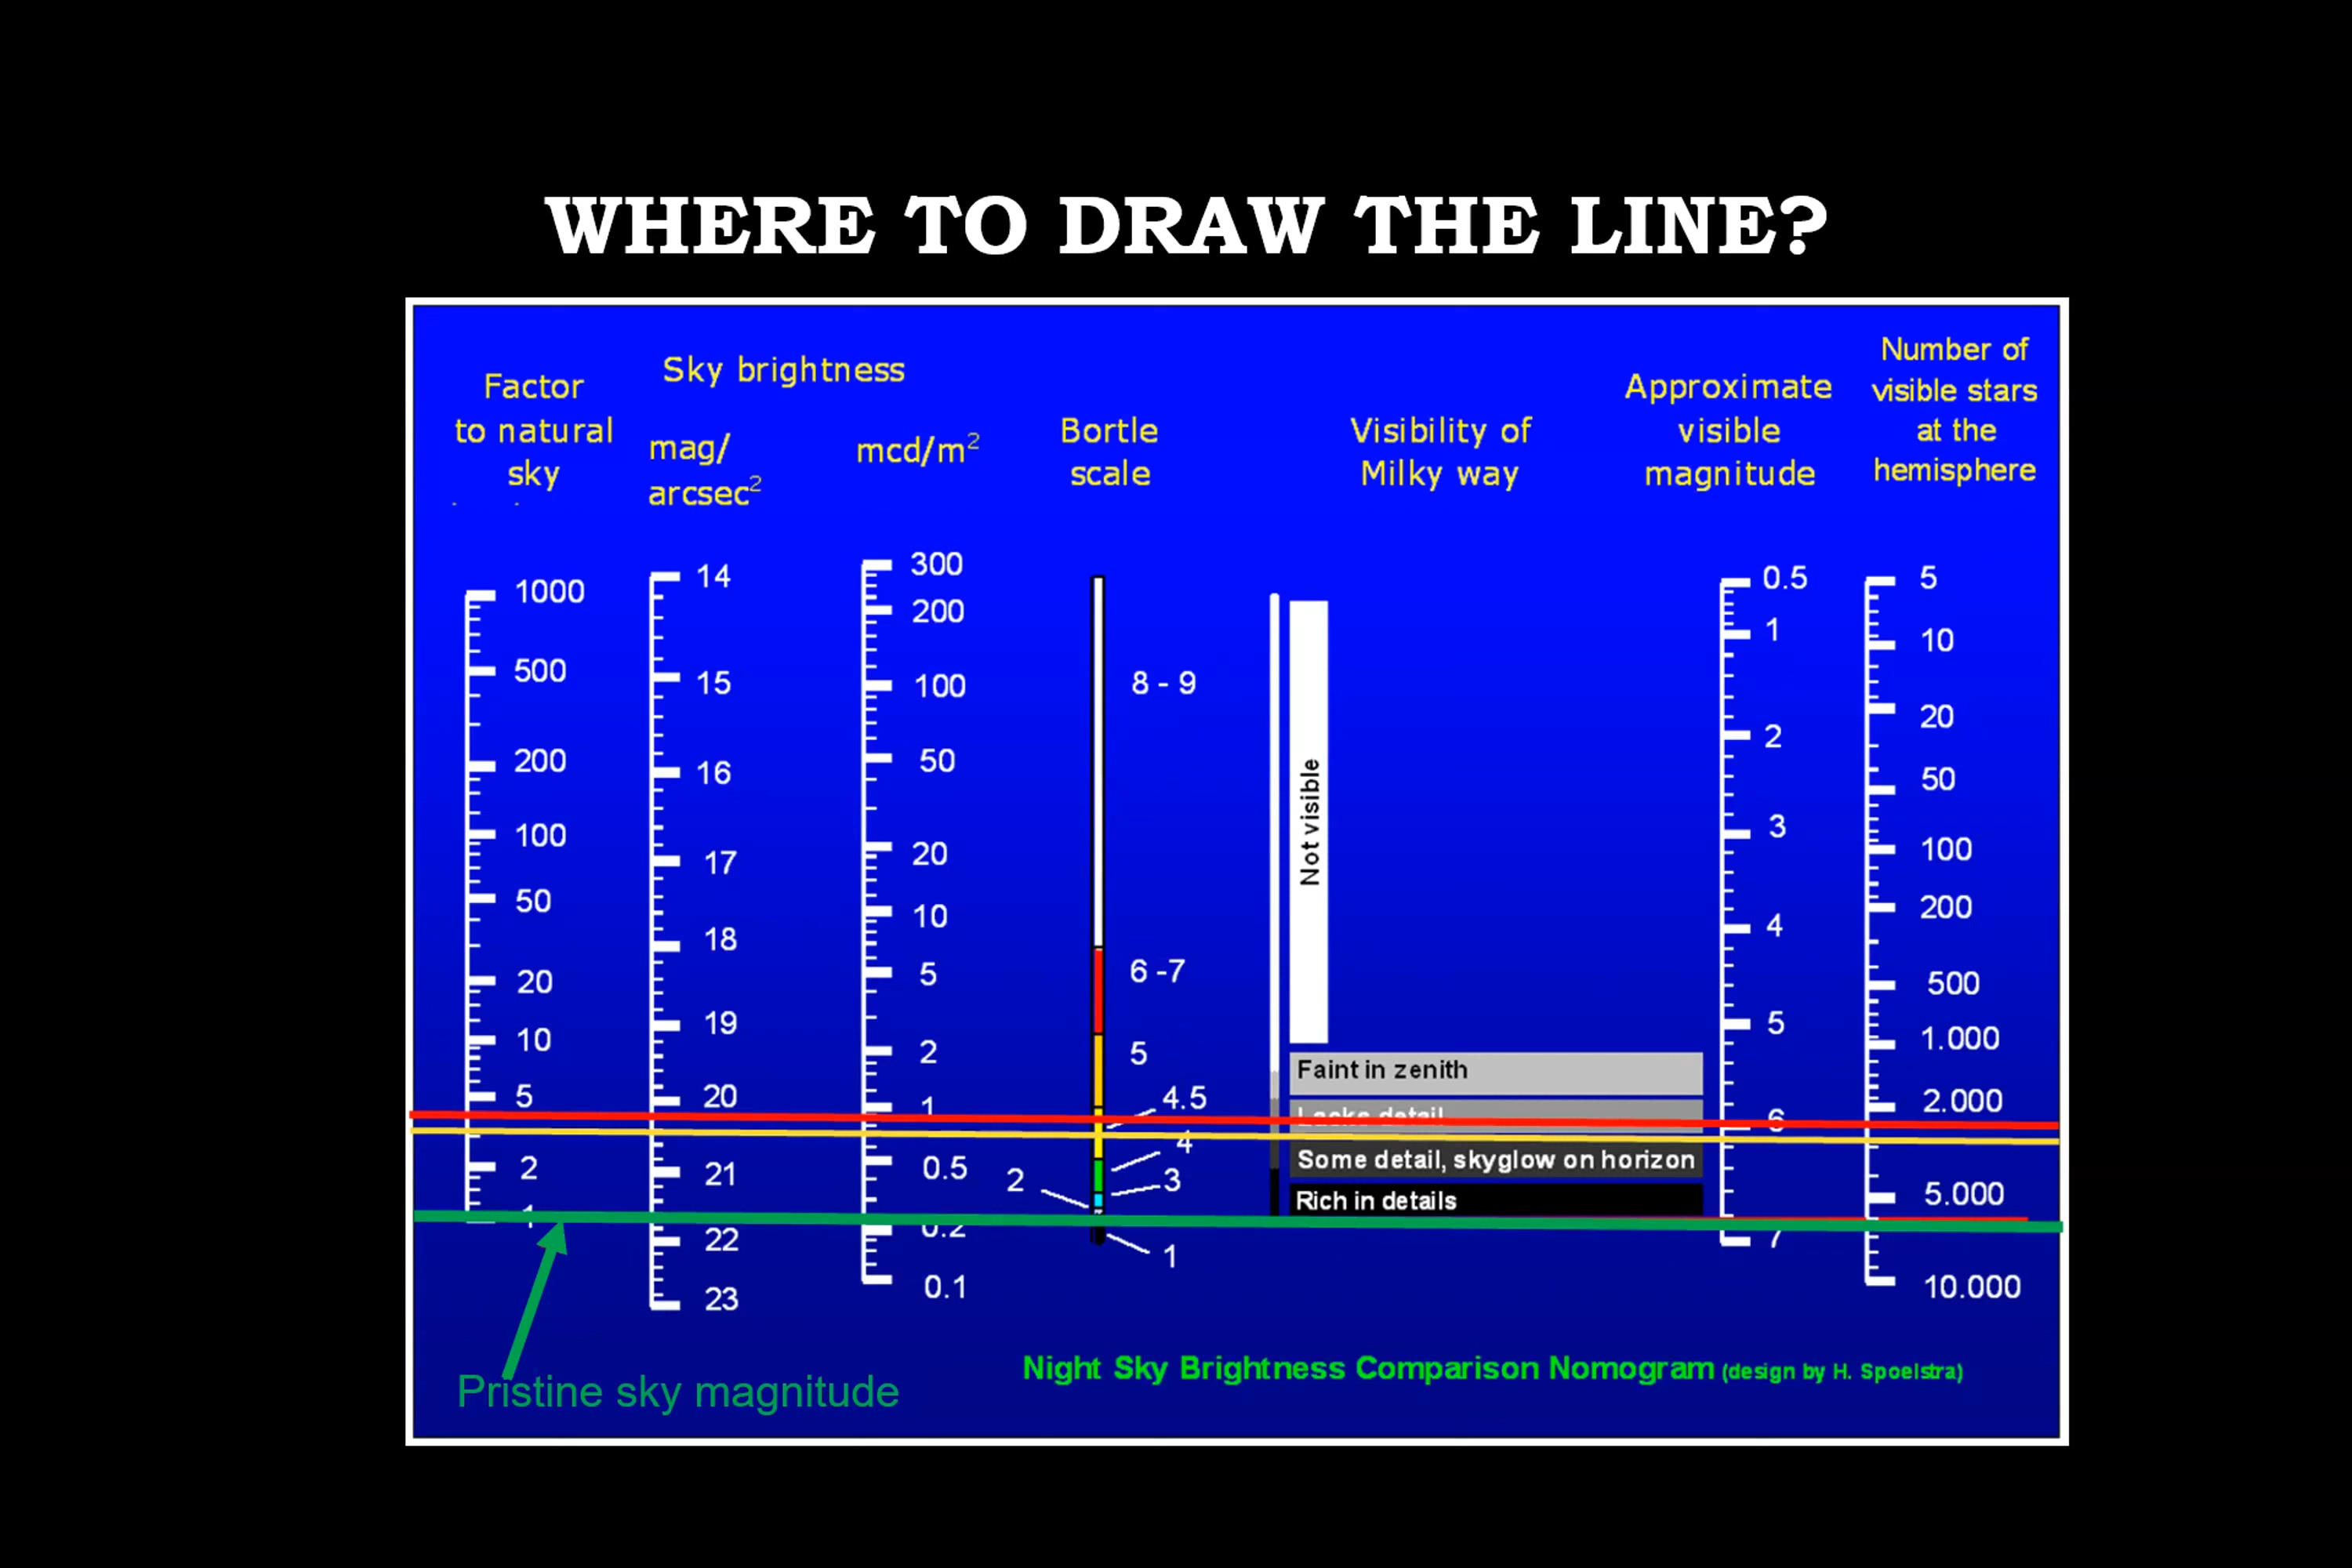 WHERE TO DRAW THE LINE?
Factor
to natural
sky
Sky brightness
mag/
arcsec²
mcd/m²
Bortle
scale
Visibility of
Milky way
Approximate
visible
magnitude
Number of
visible stars
at the
hemisphere
1000
500
200
100
50
20
10
5
2
1
14
15
16
17
18
19
20
21
22
23
300
200
100
50
20
10
5
2
1
0.5
0.2
0.1
8 - 9
6 -7
5
4.5
4
3
2
1
Not visible
Faint in zenith
Lacks detail
Some detail, skyglow on horizon
Rich in details
0.5
1
2
3
4
5
6
7
5
10
20
50
100
200
500
1.000
2.000
5.000
10.000
Pristine sky magnitude
Night Sky Brightness Comparison Nomogram (design by H. Spoelstra)